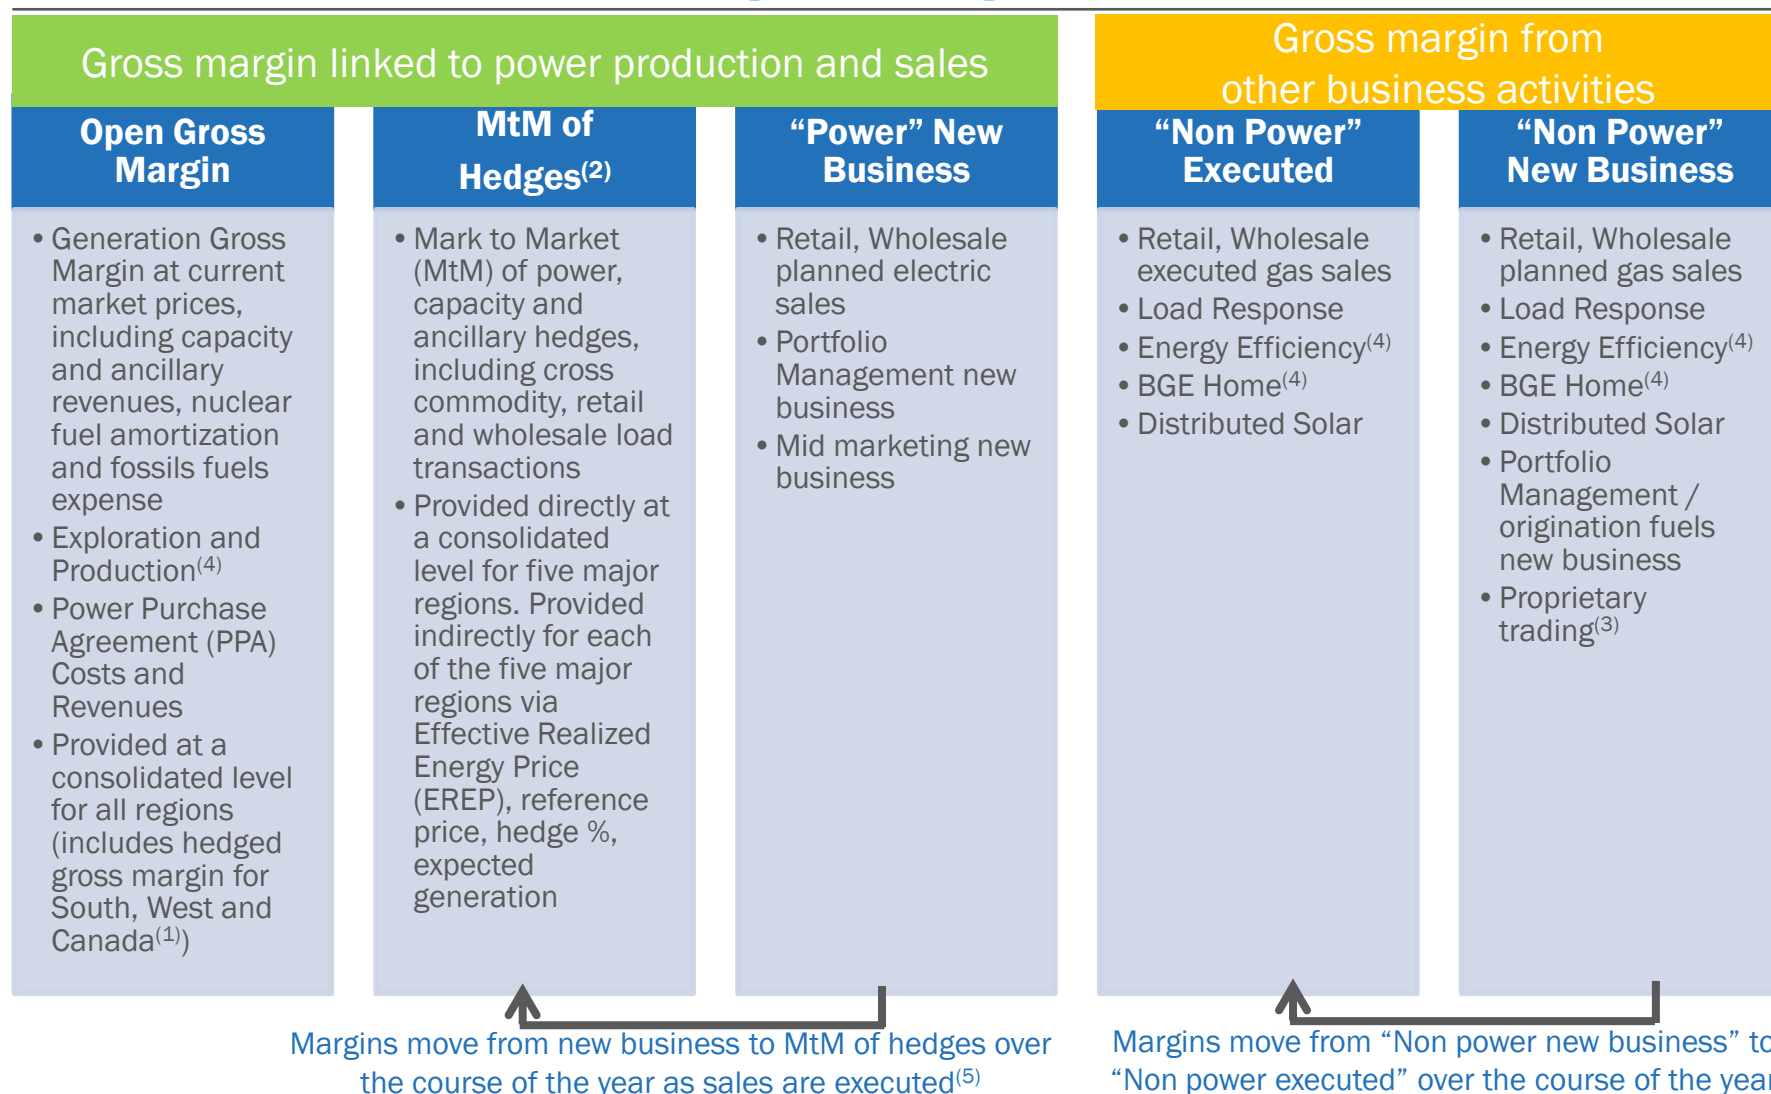 Gross margin linked to power production and sales
Gross margin from
other business activities
Open Gross
Margin
• Generation Gross
Margin at current
market prices,
including capacity
and ancillary
revenues, nuclear
fuel amortization
and fossils fuels
expense
• Exploration and
Production(4)
• Power Purchase
Agreement (PPA)
Costs and
Revenues
• Provided at a
consolidated level
for all regions
(includes hedged
gross margin for
South, West and
Canada(1))
MtM of
Hedges(2)
• Mark to Market
(MtM) of power,
capacity and
ancillary hedges,
including cross
commodity, retail
and wholesale load
transactions
• Provided directly at
a consolidated
level for five major
regions. Provided
indirectly for each
of the five major
regions via
Effective Realized
Energy Price
(EREP), reference
price, hedge %,
expected
generation
“Power” New
Business
• Retail, Wholesale
planned electric
sales
• Portfolio
Management new
business
• Mid marketing new
business
“Non Power”
Executed
• Retail, Wholesale
executed gas sales
• Load Response
• Energy Efficiency(4)
• BGE Home(4)
• Distributed Solar
“Non Power”
New Business
• Retail, Wholesale
planned gas sales
• Load Response
• Energy Efficiency(4)
• BGE Home(4)
• Distributed Solar
• Portfolio
Management /
origination fuels
new business
• Proprietary
trading(3)
Margins move from new business to MtM of hedges over
the course of the year as sales are executed(5)
Margins move from “Non power new business” to
“Non power executed” over the course of the year